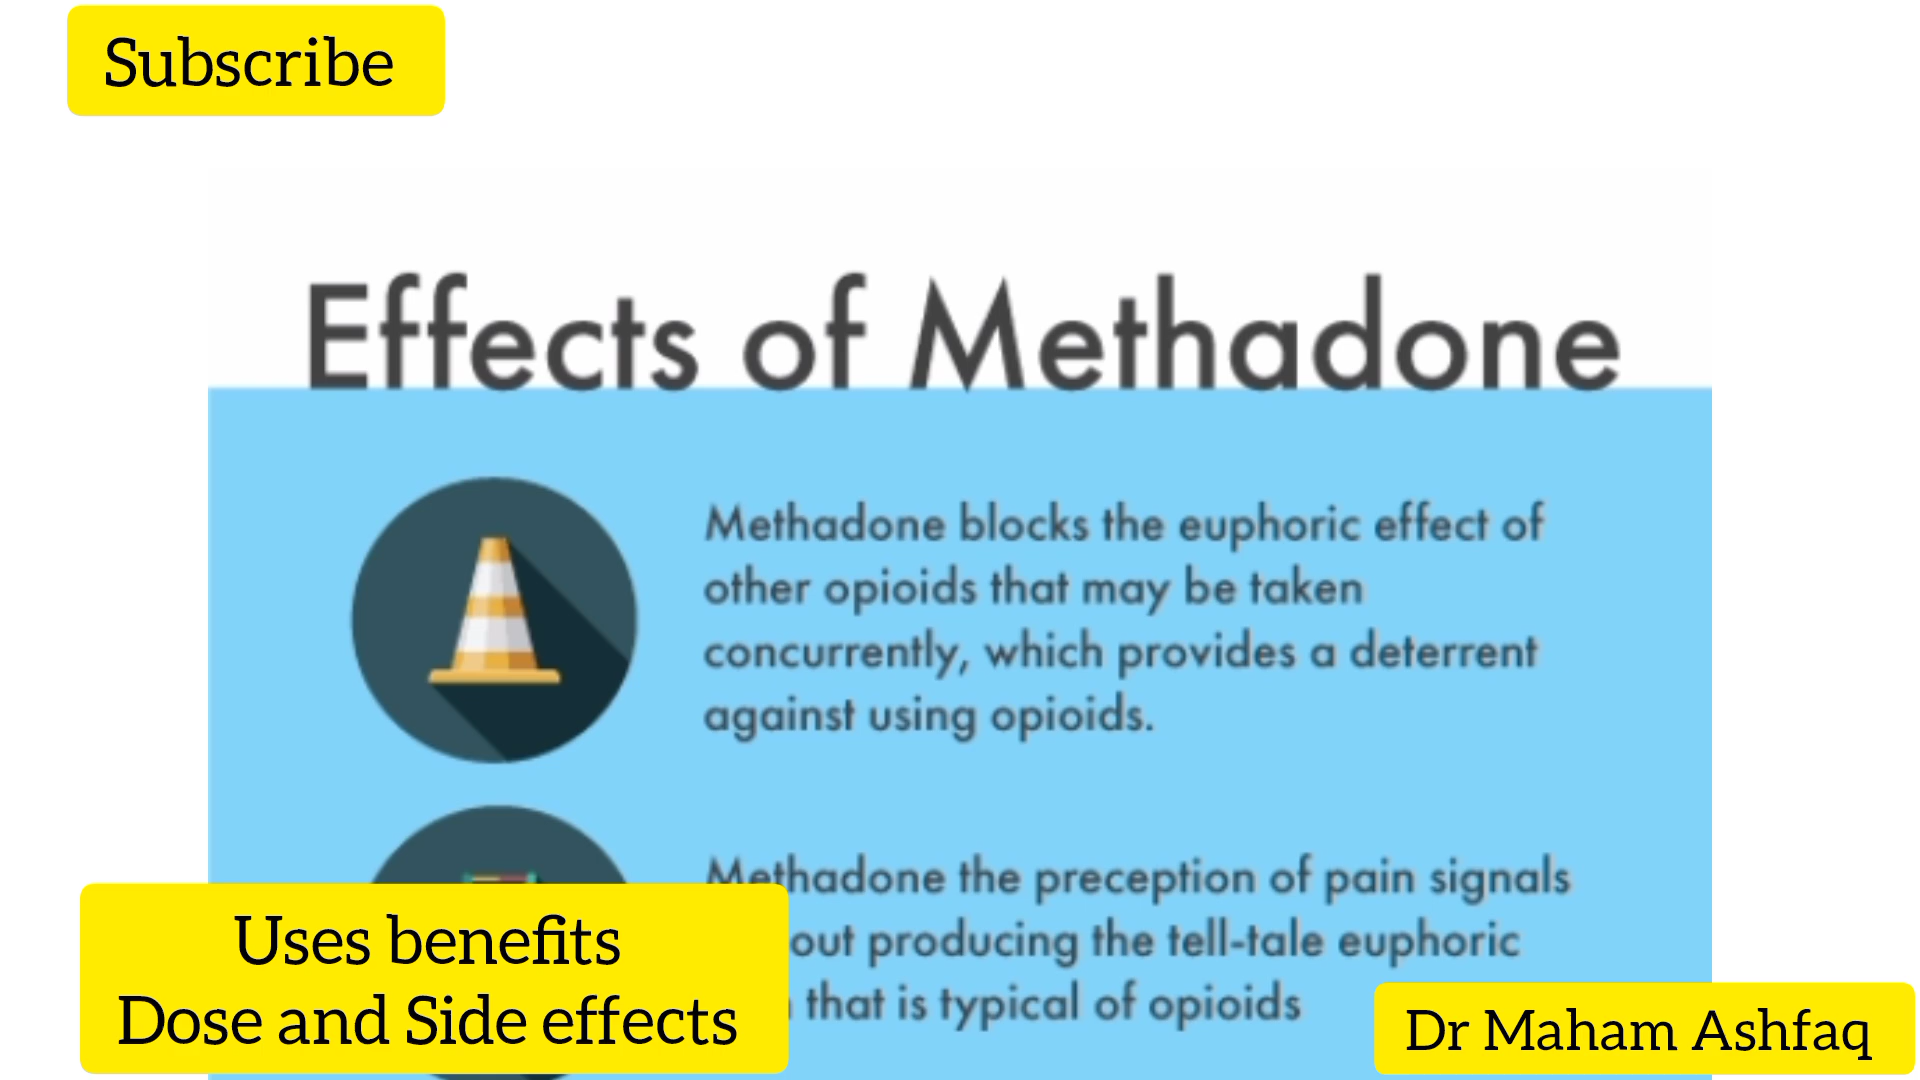 Subscribe
Effects of Methadone
Methadone blocks the euphoric effect of
other opioids that may be taken
concurrently, which provides a deterrent
against using opioids.
Methadone the preception of pain signals
out producing the tell-tale euphoric
that is typical of opioids
Uses benefits
Dose and Side effects
Dr Maham Ashfaq